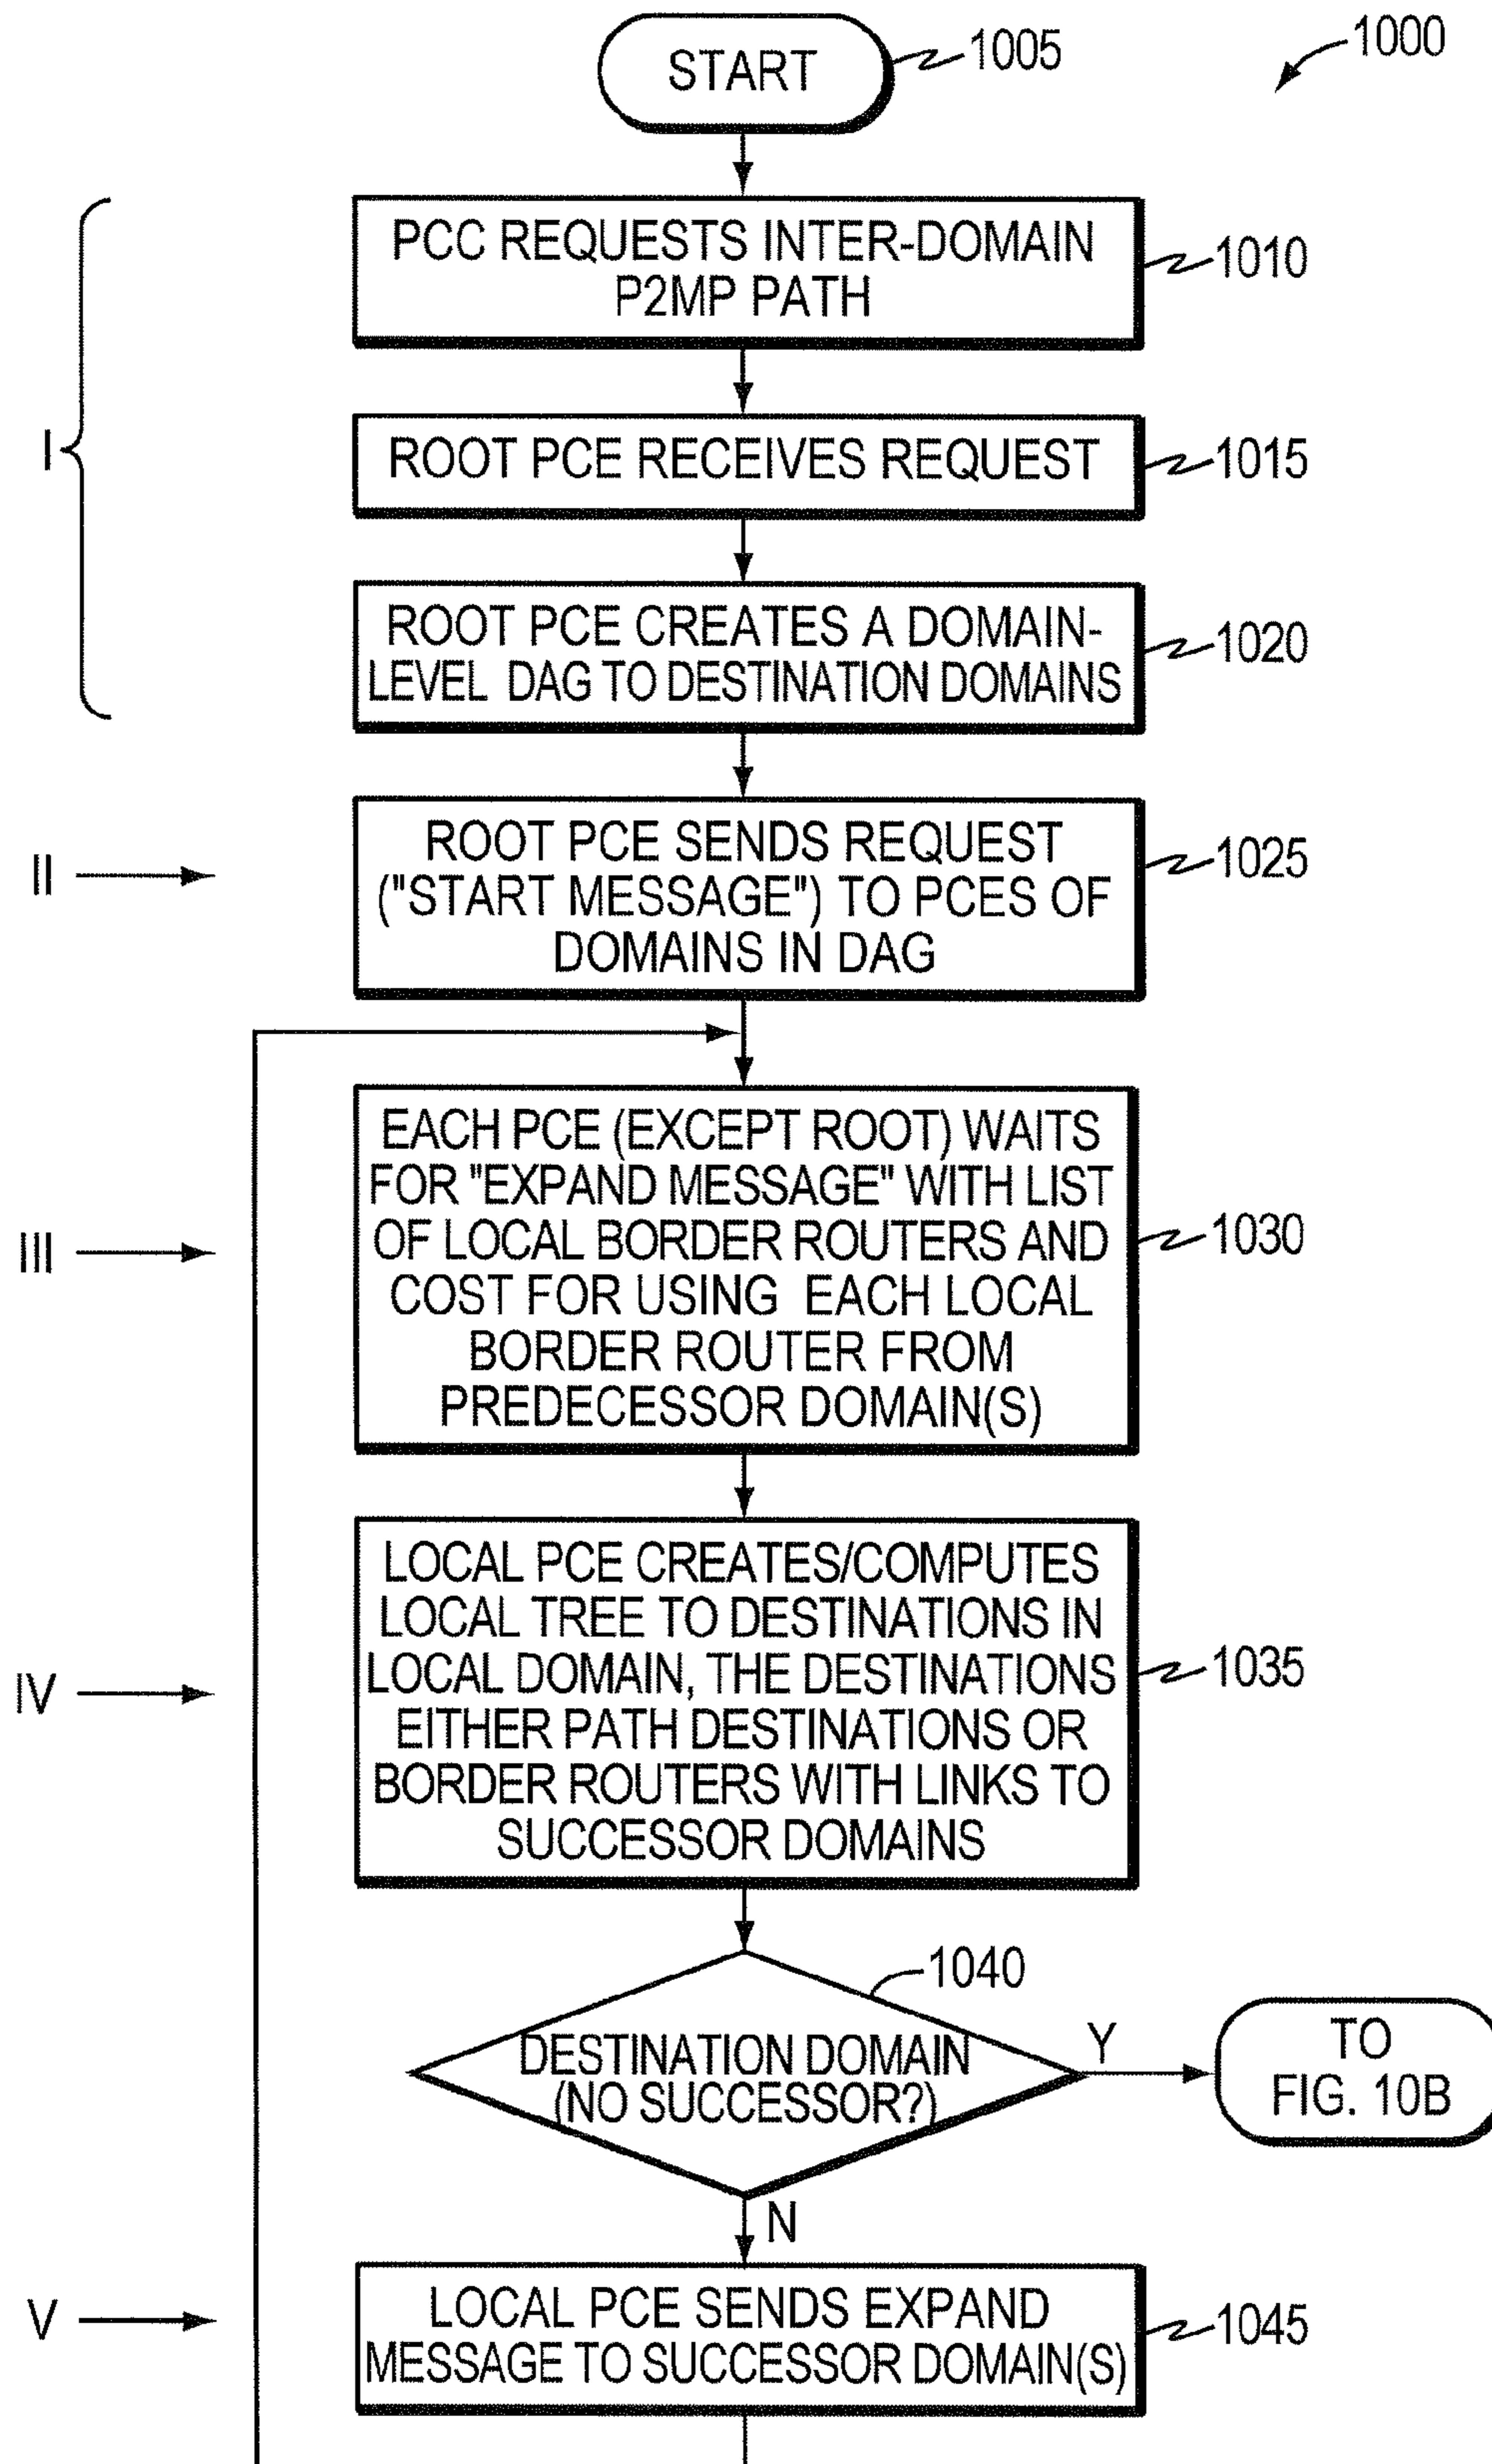 START
1005
1000
PCC REQUESTS INTER-DOMAIN
P2MP PATH
1010
I
ROOT PCE RECEIVES REQUEST
1015
ROOT PCE CREATES A DOMAIN-
LEVEL DAG TO DESTINATION DOMAINS
1020
II
ROOT PCE SENDS REQUEST
("START MESSAGE") TO PCES OF
DOMAINS IN DAG
1025
III
EACH PCE (EXCEPT ROOT) WAITS
FOR "EXPAND MESSAGE" WITH LIST
OF LOCAL BORDER ROUTERS AND
COST FOR USING EACH LOCAL
BORDER ROUTER FROM
PREDECESSOR DOMAIN(S)
1030
IV
LOCAL PCE CREATES/COMPUTES
LOCAL TREE TO DESTINATIONS IN
LOCAL DOMAIN, THE DESTINATIONS
EITHER PATH DESTINATIONS OR
BORDER ROUTERS WITH LINKS TO
SUCCESSOR DOMAINS
1035
1040
DESTINATION DOMAIN
(NO SUCCESSOR?)
Y
TO
FIG. 10B
N
V
LOCAL PCE SENDS EXPAND
MESSAGE TO SUCCESSOR DOMAIN(S)
1045